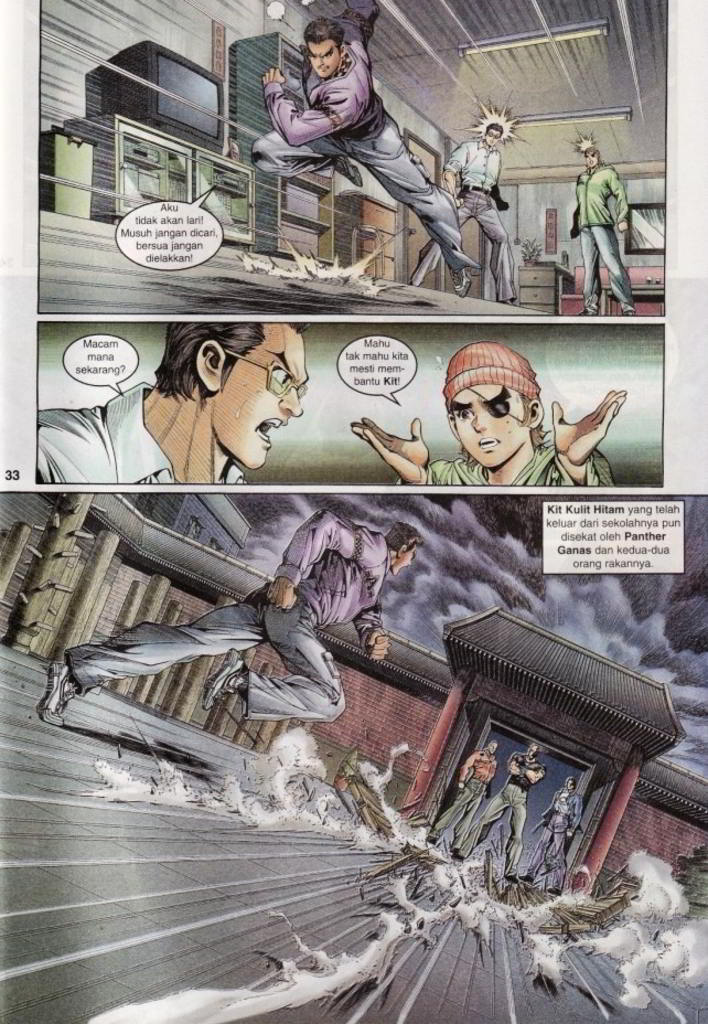 Aku
tidak akan lari!
Musuh jangan dicari,
bersua jangan
dielakkan!
Macam
mana
sekarang?
Mahu
tak mahu kita
mesti mem-
bantu Kit!
33
Kit Kulit Hitam yang telah
keluar dari sekolahnya pun
disekat oleh Panther
Ganas dan kedua-dua
orang rakannya.